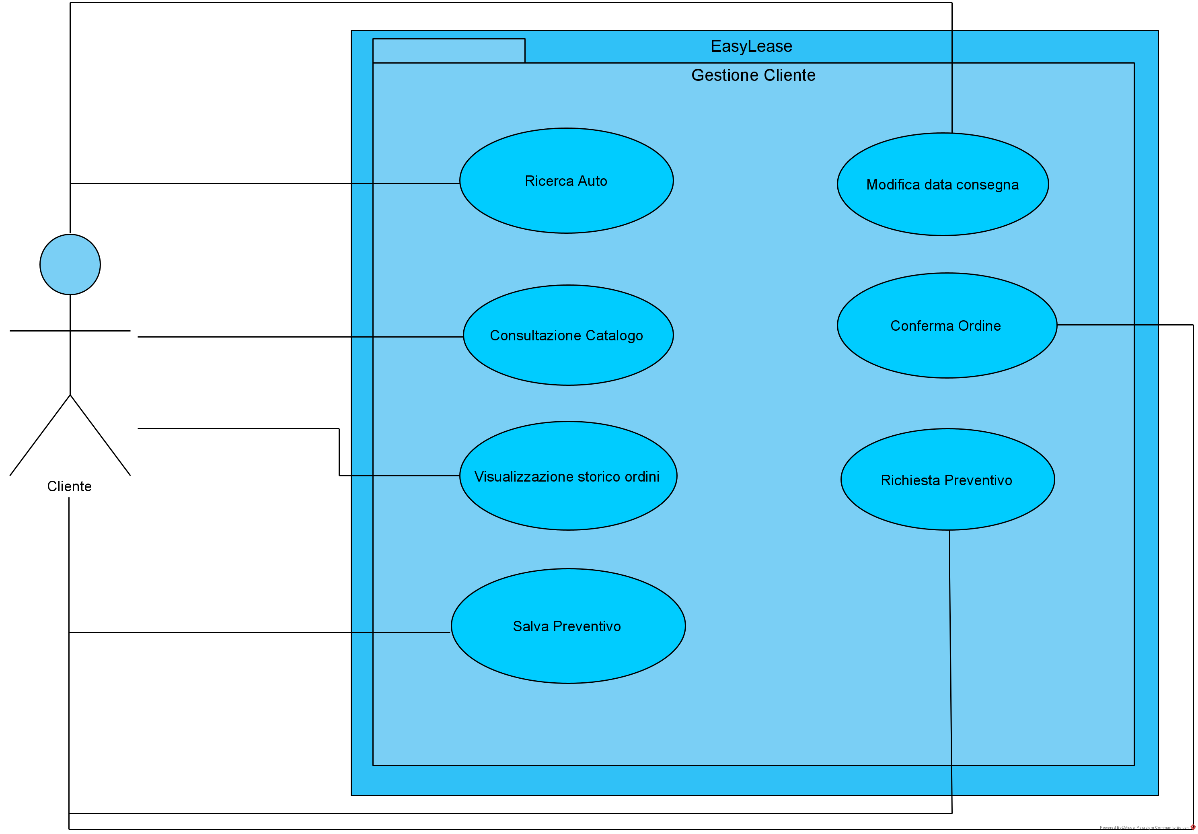 EasyLease
Gestione Cliente
Ricerca Auto
Modifica data consegna
Consultazione Catalogo
Conferma Ordine
Visualizzazione storico ordini
Richiesta Preventivo
Cliente
Salva Preventivo